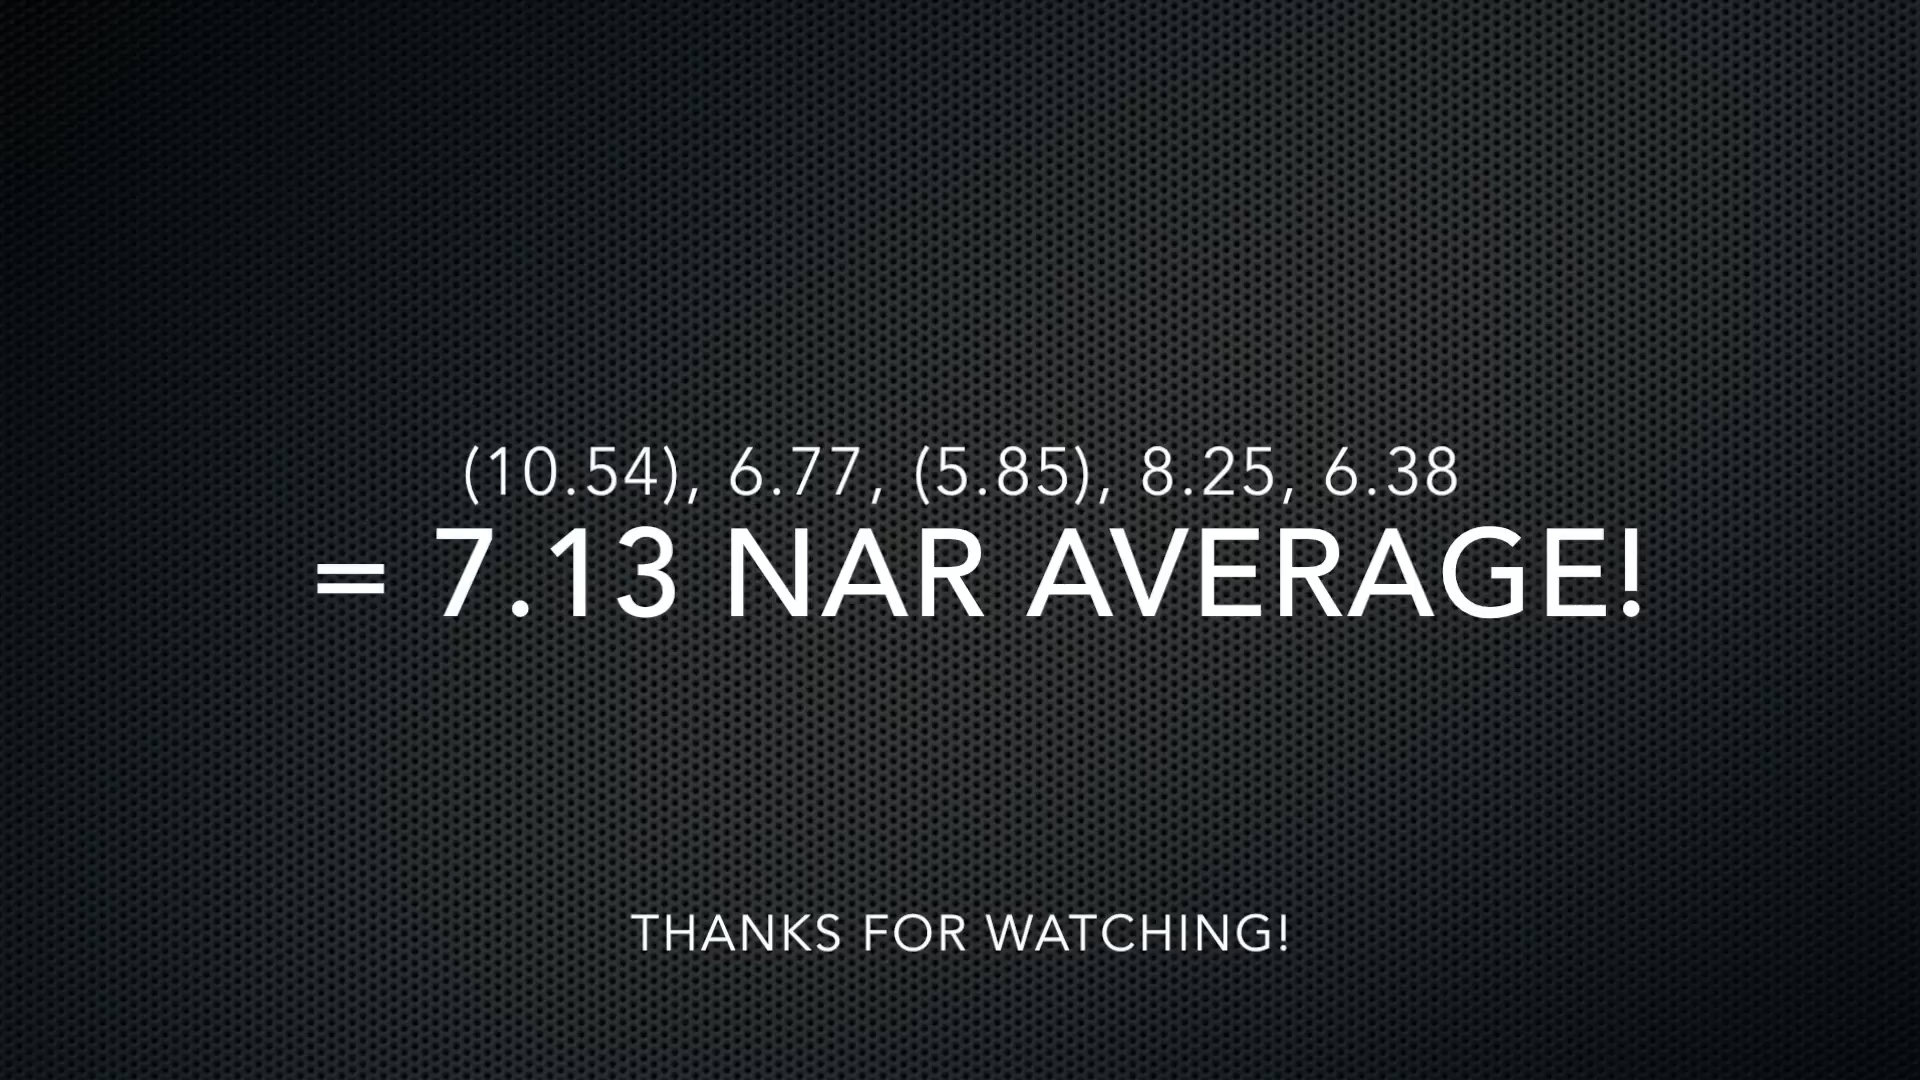 (10.54), 6.77, (5.85), 8.25, 6.38
= 7.13 NAR AVERAGE!
THANKS FOR WATCHING!